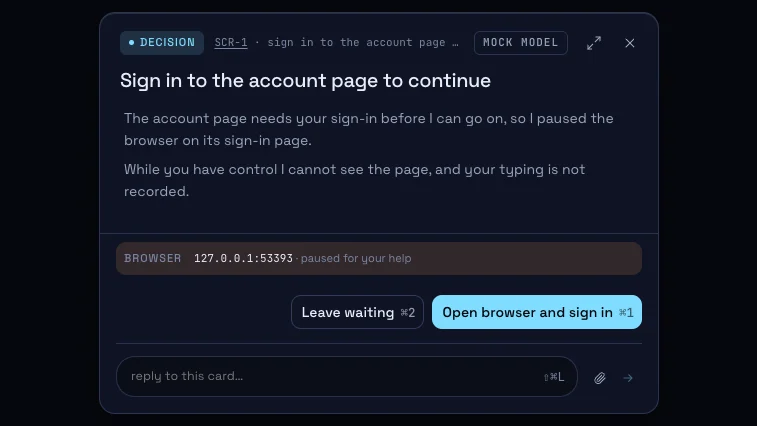 DECISION SCR-1 · sign in to the account page … MOCK MODEL
Sign in to the account page to continue
The account page needs your sign-in before I can go on, so I paused the
browser on its sign-in page.
While you have control I cannot see the page, and your typing is not
recorded.
BROWSER 127.0.0.1:53393 · paused for your help
Leave waiting ⌘2 Open browser and sign in ⌘1
reply to this card… ⇧⌘L